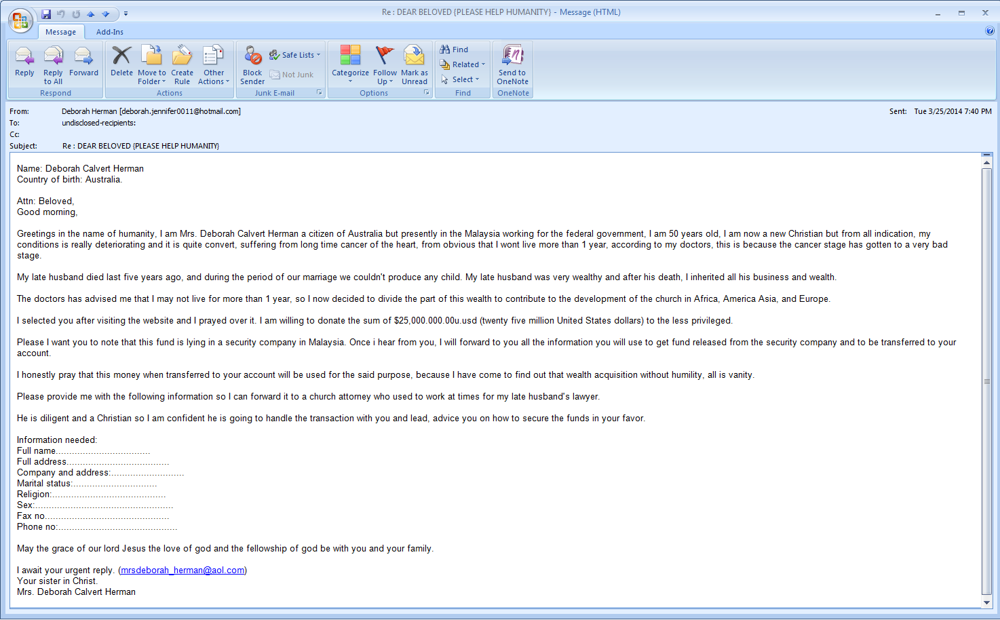 Re : DEAR BELOVED {PLEASE HELP HUMANITY} - Message (HTML)
Message Add-Ins
Reply Reply to All Forward
Respond
Delete Move to Folder Create Rule Other Actions
Actions
Block Sender Safe Lists Not Junk
Junk E-mail
Categorize Follow Up Mark as Unread
Options
Find Related Select
Find
Send to OneNote
OneNote
From: Deborah Herman [deborah.jennifer0011@hotmail.com] Sent: Tue 3/25/2014 7:40 PM
To: undisclosed-recipients:
Cc:
Subject: Re : DEAR BELOVED {PLEASE HELP HUMANITY}
Name: Deborah Calvert Herman
Country of birth: Australia.
Attn: Beloved,
Good morning,
Greetings in the name of humanity, I am Mrs. Deborah Calvert Herman a citizen of Australia but presently in the Malaysia working for the federal government, I am 50 years old, I am now a new Christian but from all indication, my
conditions is really deteriorating and it is quite convert, suffering from long time cancer of the heart, from obvious that I wont live more than 1 year, according to my doctors, this is because the cancer stage has gotten to a very bad
stage.
My late husband died last five years ago, and during the period of our marriage we couldn't produce any child. My late husband was very wealthy and after his death, I inherited all his business and wealth.
The doctors has advised me that I may not live for more than 1 year, so I now decided to divide the part of this wealth to contribute to the development of the church in Africa, America Asia, and Europe.
I selected you after visiting the website and I prayed over it. I am willing to donate the sum of $25,000.000.00u.usd (twenty five million United States dollars) to the less privileged.
Please I want you to note that this fund is lying in a security company in Malaysia. Once i hear from you, I will forward to you all the information you will use to get fund released from the security company and to be transferred to your
account.
I honestly pray that this money when transferred to your account will be used for the said purpose, because I have come to find out that wealth acquisition without humility, all is vanity.
Please provide me with the following information so I can forward it to a church attorney who used to work at times for my late husband's lawyer.
He is diligent and a Christian so I am confident he is going to handle the transaction with you and lead, advice you on how to secure the funds in your favor.
Information needed:
Full name...................................
Full address......................................
Company and address:...........................
Marital status:...............................
Religion:..........................................
Sex:...................................................
Fax no..............................................
Phone no:............................................
May the grace of our lord Jesus the love of god and the fellowship of god be with you and your family.
I await your urgent reply. (mrsdeborah_herman@aol.com)
Your sister in Christ.
Mrs. Deborah Calvert Herman